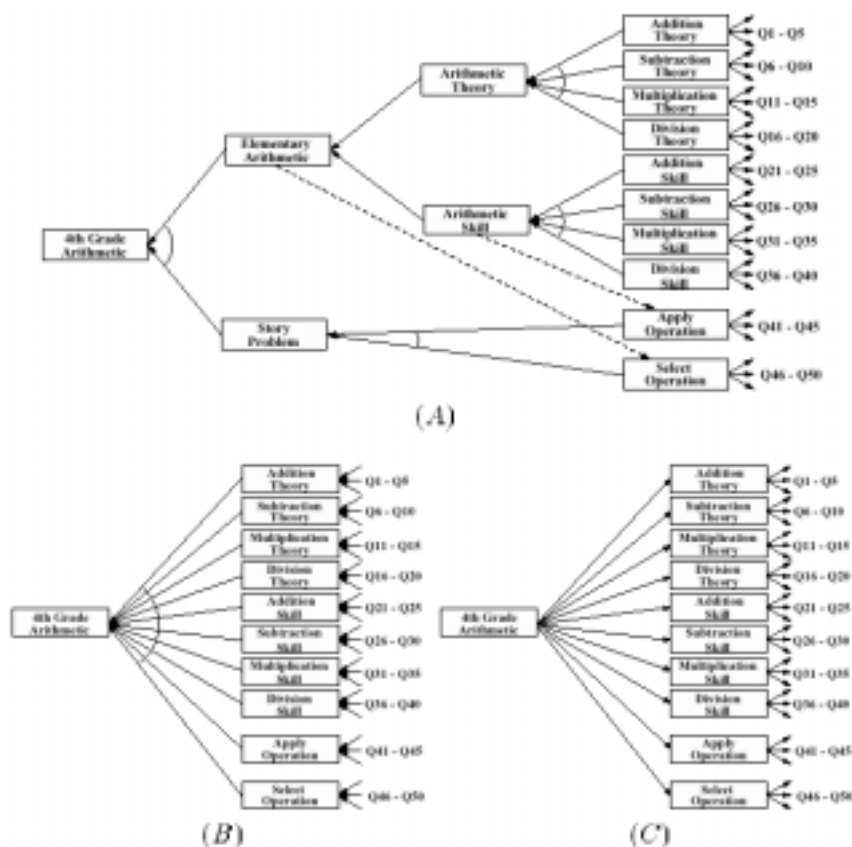 Addition
Theory
Q1 - Q5
Subtraction
Theory
Q6 - Q10
Arithmetic
Theory
Multiplication
Theory
Q11 - Q15
Division
Theory
Q16 - Q20
Elementary
Arithmetic
Addition
Skill
Q21 - Q25
Subtraction
Skill
Q26 - Q30
Arithmetic
Skill
Multiplication
Skill
Q31 - Q35
4th Grade
Arithmetic
Division
Skill
Q36 - Q40
Story
Problem
Apply
Operation
Q41 - Q45
Select
Operation
Q46 - Q50
(A)
Addition
Theory
Q1 - Q5
Subtraction
Theory
Q6 - Q10
Multiplication
Theory
Q11 - Q15
Division
Theory
Q16 - Q20
4th Grade
Arithmetic
Addition
Skill
Q21 - Q25
Subtraction
Skill
Q26 - Q30
Multiplication
Skill
Q31 - Q35
Division
Skill
Q36 - Q40
Apply
Operation
Q41 - Q45
Select
Operation
Q46 - Q50
(B)
Addition
Theory
Q1 - Q5
Subtraction
Theory
Q6 - Q10
Multiplication
Theory
Q11 - Q15
Division
Theory
Q16 - Q20
4th Grade
Arithmetic
Addition
Skill
Q21 - Q25
Subtraction
Skill
Q26 - Q30
Multiplication
Skill
Q31 - Q35
Division
Skill
Q36 - Q40
Apply
Operation
Q41 - Q45
Select
Operation
Q46 - Q50
(C)